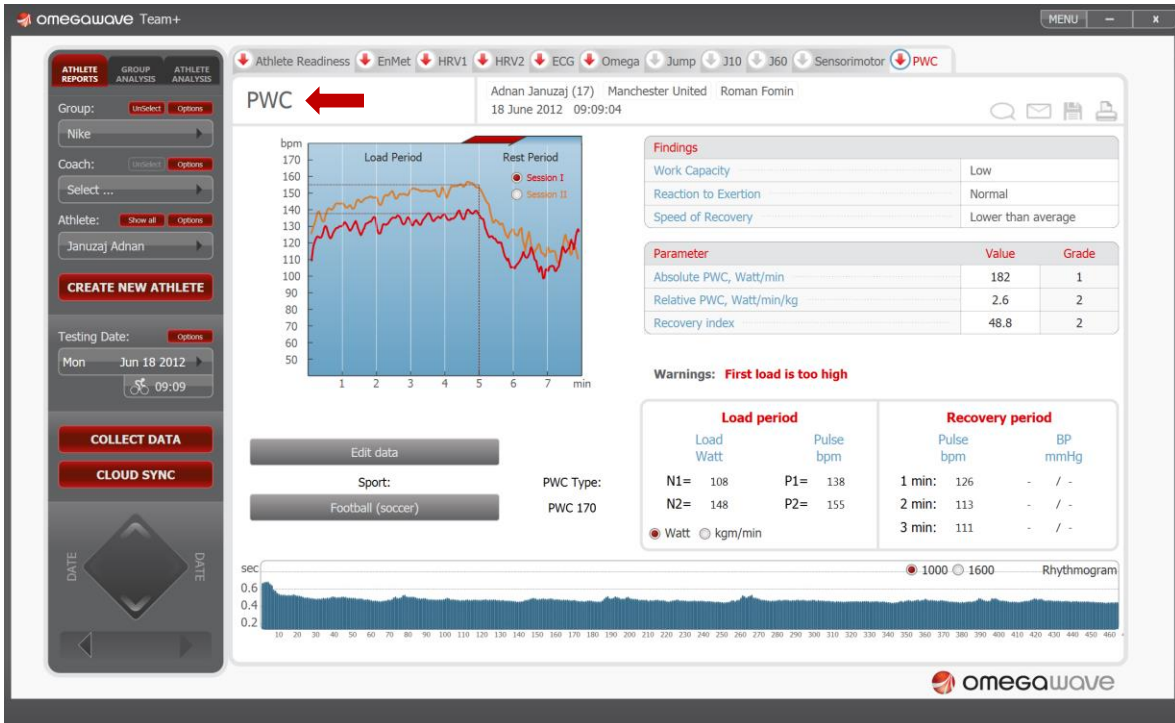 omegawave Team+
MENU – x
ATHLETE REPORTS GROUP ANALYSIS ATHLETE ANALYSIS
Athlete Readiness EnMet HRV1 HRV2 ECG Omega Jump J10 J60 Sensorimotor PWC
PWC
Adnan Januzaj (17) Manchester United Roman Fomin
18 June 2012 09:09:04
Group: UnSelect Options
Nike
Coach: UnSelect Options
Select ...
Athlete: Show all Options
Januzaj Adnan
CREATE NEW ATHLETE
Testing Date: Options
Mon Jun 18 2012
09:09
COLLECT DATA
CLOUD SYNC
DATE DATE
bpm
Load Period Rest Period
Session I
Session II
170
160
150
140
130
120
110
100
90
80
70
60
50
1 2 3 4 5 6 7 min
Findings
Work Capacity Low
Reaction to Exertion Normal
Speed of Recovery Lower than average
Parameter Value Grade
Absolute PWC, Watt/min 182 1
Relative PWC, Watt/min/kg 2.6 2
Recovery index 48.8 2
Warnings: First load is too high
Edit data
Sport: PWC Type:
Football (soccer) PWC 170
Load period Recovery period
Load Pulse Pulse BP
Watt bpm bpm mmHg
N1= 108 P1= 138 1 min: 126 - / -
N2= 148 P2= 155 2 min: 113 - / -
3 min: 111 - / -
Watt kgm/min
sec 1000 1600 Rhythmogram
0.6
0.4
0.2
10 20 30 40 50 60 70 80 90 100 110 120 130 140 150 160 170 180 190 200 210 220 230 240 250 260 270 280 290 300 310 320 330 340 350 360 370 380 390 400 410 420 430 440 450 460
omegawave